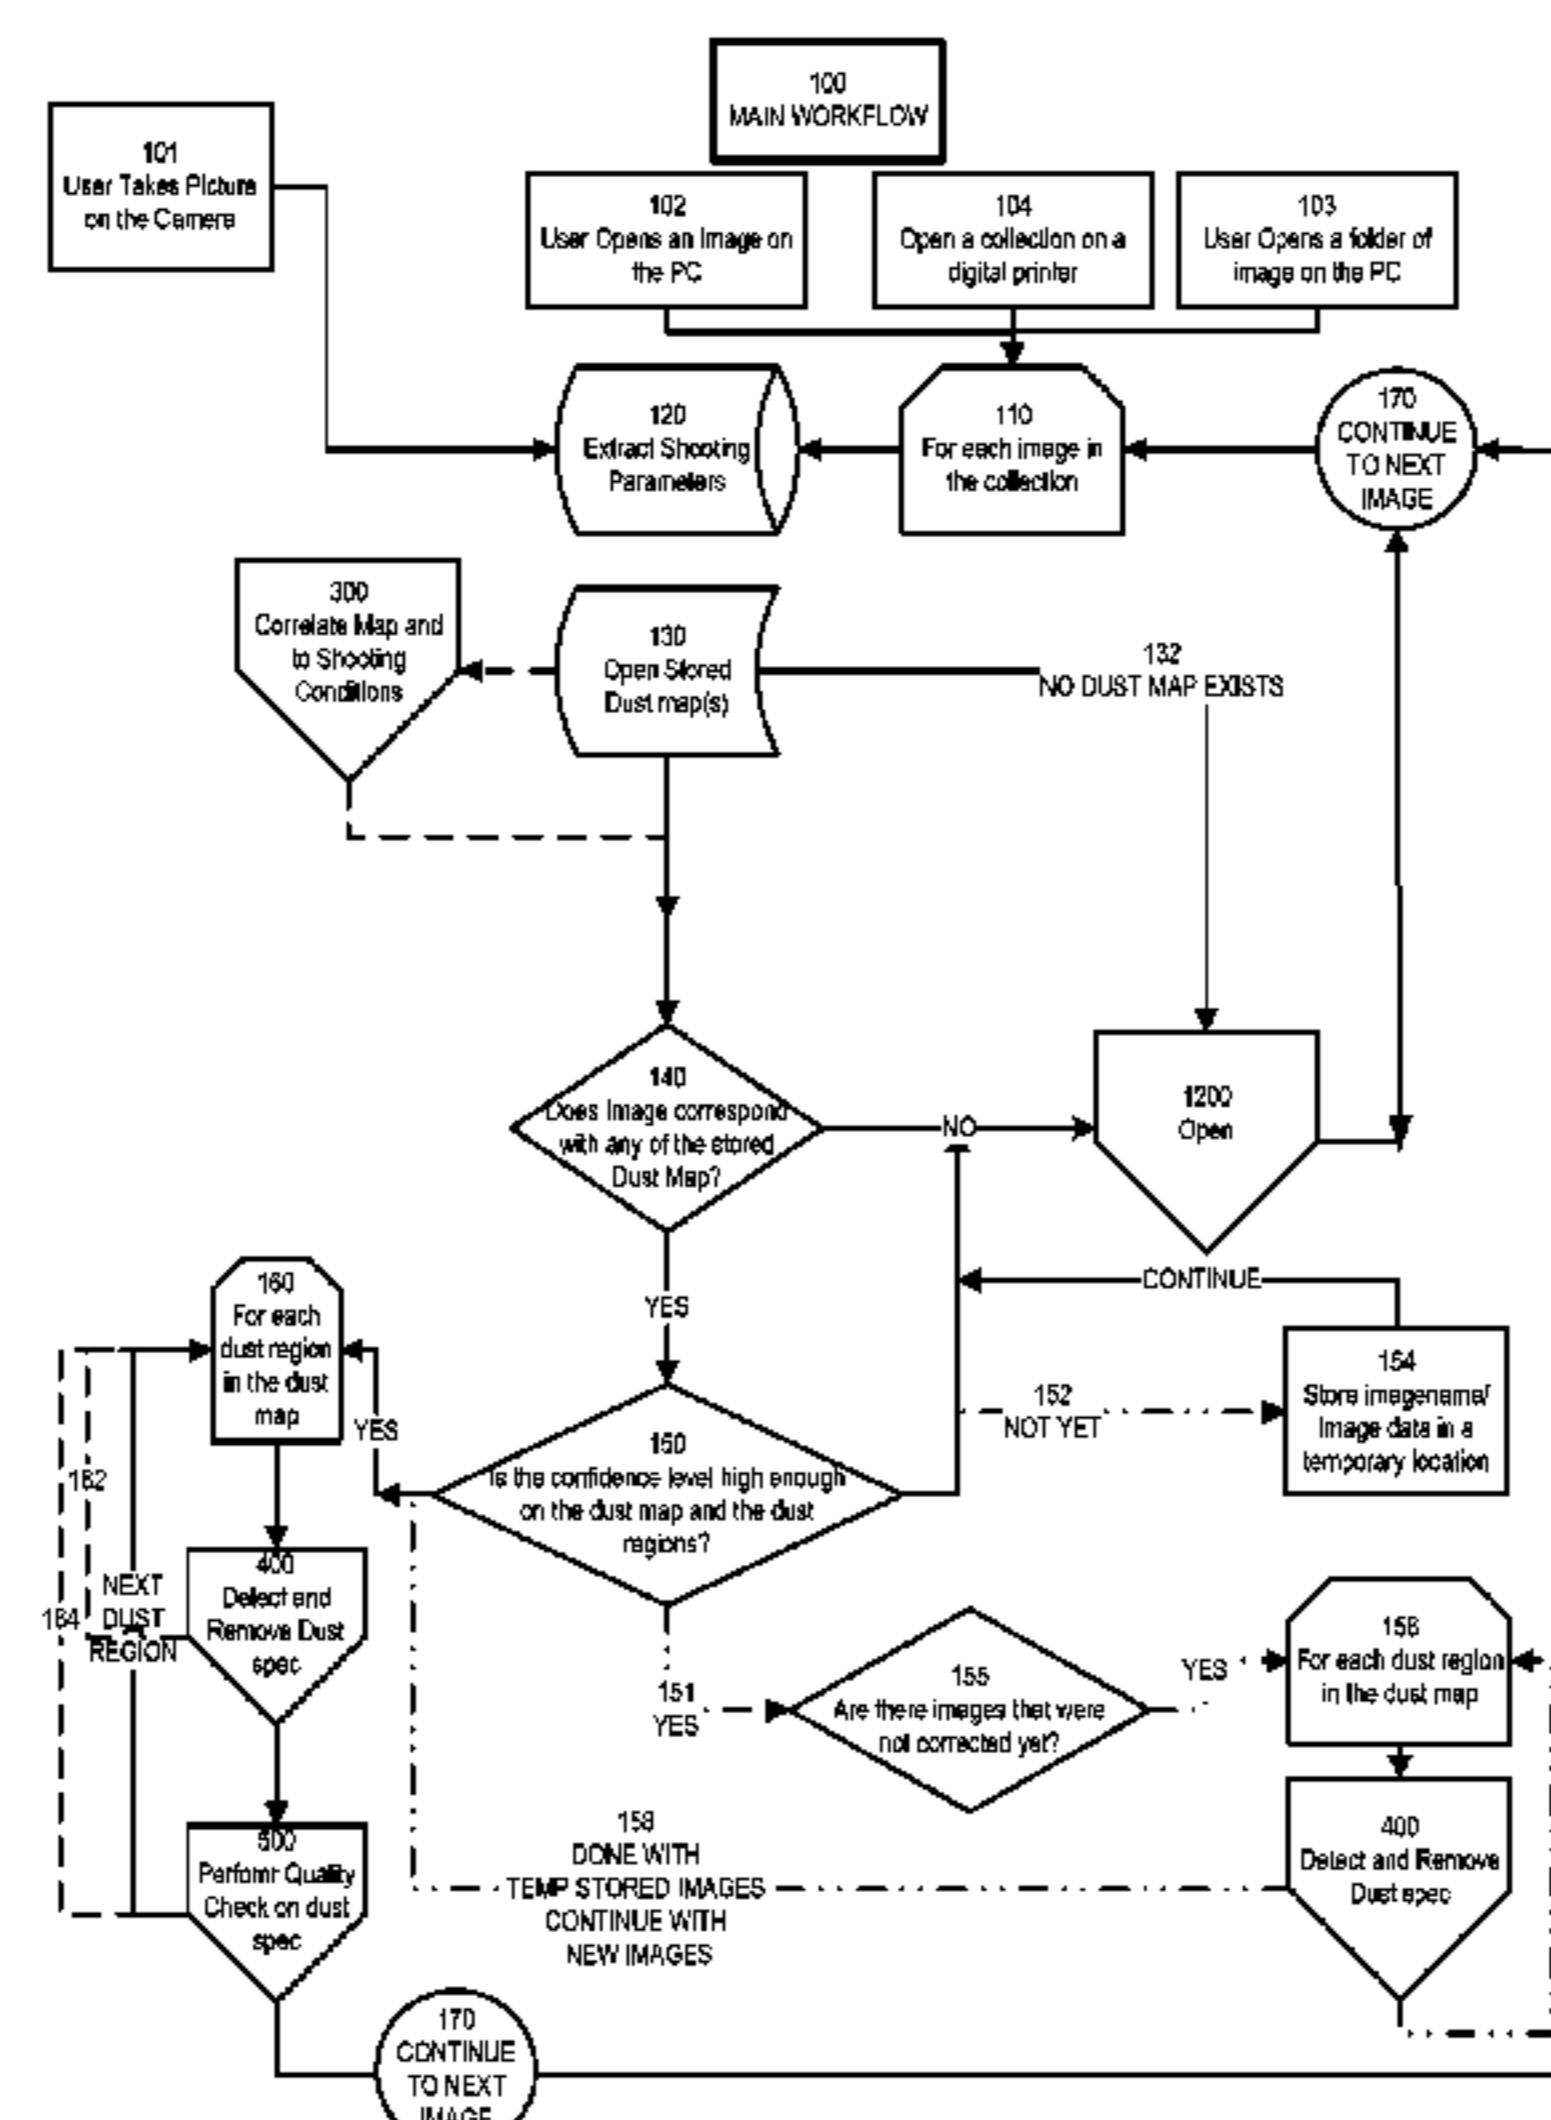 100
MAIN WORKFLOW
101
User Takes Picture
on the Camera
102
User Opens an Image on
the PC
104
Open a collection on a
digital printer
103
User Opens a folder of
image on the PC
120
Extract Shooting
Parameters
110
For each image in
the collection
170
CONTINUE
TO NEXT
IMAGE
300
Correlate Map and
to Shooting
Conditions
130
Open Stored
Dust map(s)
132
NO DUST MAP EXISTS
140
Does Image correspond
with any of the stored
Dust Map?
NO
1200
Open
YES
CONTINUE
160
For each
dust region
in the dust
map
YES
150
Is the confidence level high enough
on the dust map and the dust
regions?
152
NOT YET
154
Store imagename/
Image data in a
temporary location
162
164
NEXT
DUST
REGION
400
Detect and
Remove Dust
spec
151
YES
155
Are there images that were
not corrected yet?
YES
156
For each dust region
in the dust map
500
Perfomr Quality
Check on dust
spec
158
DONE WITH
TEMP STORED IMAGES
CONTINUE WITH
NEW IMAGES
400
Detect and Remove
Dust spec
170
CONTINUE
TO NEXT
IMAGE